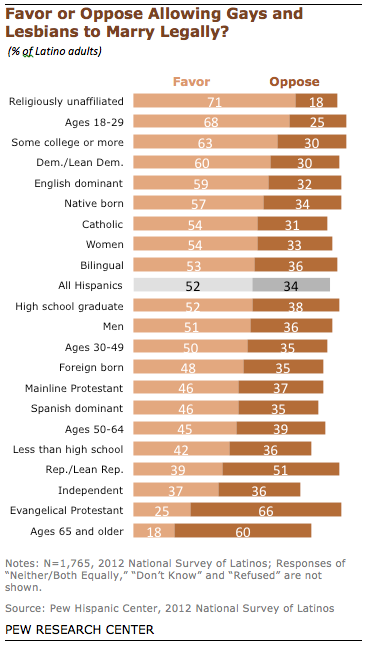 Favor or Oppose Allowing Gays and
Lesbians to Marry Legally?
(% of Latino adults)
Favor Oppose
Religiously unaffiliated 71 18
Ages 18-29 68 25
Some college or more 63 30
Dem./Lean Dem. 60 30
English dominant 59 32
Native born 57 34
Catholic 54 31
Women 54 33
Bilingual 53 36
All Hispanics 52 34
High school graduate 52 38
Men 51 36
Ages 30-49 50 35
Foreign born 48 35
Mainline Protestant 46 37
Spanish dominant 46 35
Ages 50-64 45 39
Less than high school 42 36
Rep./Lean Rep. 39 51
Independent 37 36
Evangelical Protestant 25 66
Ages 65 and older 18 60
Notes: N=1,765, 2012 National Survey of Latinos; Responses of
“Neither/Both Equally,” “Don’t Know” and “Refused” are not
shown.
Source: Pew Hispanic Center, 2012 National Survey of Latinos
PEW RESEARCH CENTER